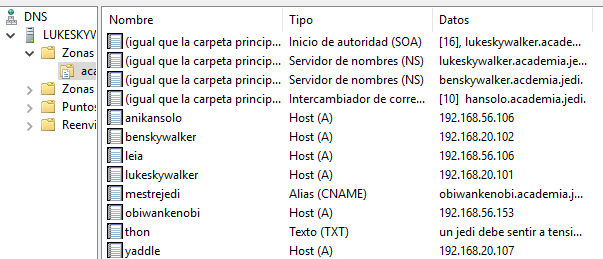 DNS
LUKESKYW
Zonas
aca
Zonas
Puntos
Reenvi
Nombre Tipo Datos
(igual que la carpeta princip... Inicio de autoridad (SOA) [16], lukeskywalker.acade...
(igual que la carpeta princip... Servidor de nombres (NS) lukeskywalker.academia.je...
(igual que la carpeta princip... Servidor de nombres (NS) benskywalker.acdemia.jedi.
(igual que la carpeta princip... Intercambiador de corre... [10] hansolo.academia.jedi.
anikansolo Host (A) 192.168.56.106
benskywalker Host (A) 192.168.20.102
leia Host (A) 192.168.56.106
lukeskywalker Host (A) 192.168.20.101
mestrejedi Alias (CNAME) obiwankenobi.academia.j...
obiwankenobi Host (A) 192.168.56.153
thon Texto (TXT) un jedi debe sentir a tensi...
yaddle Host (A) 192.168.20.107